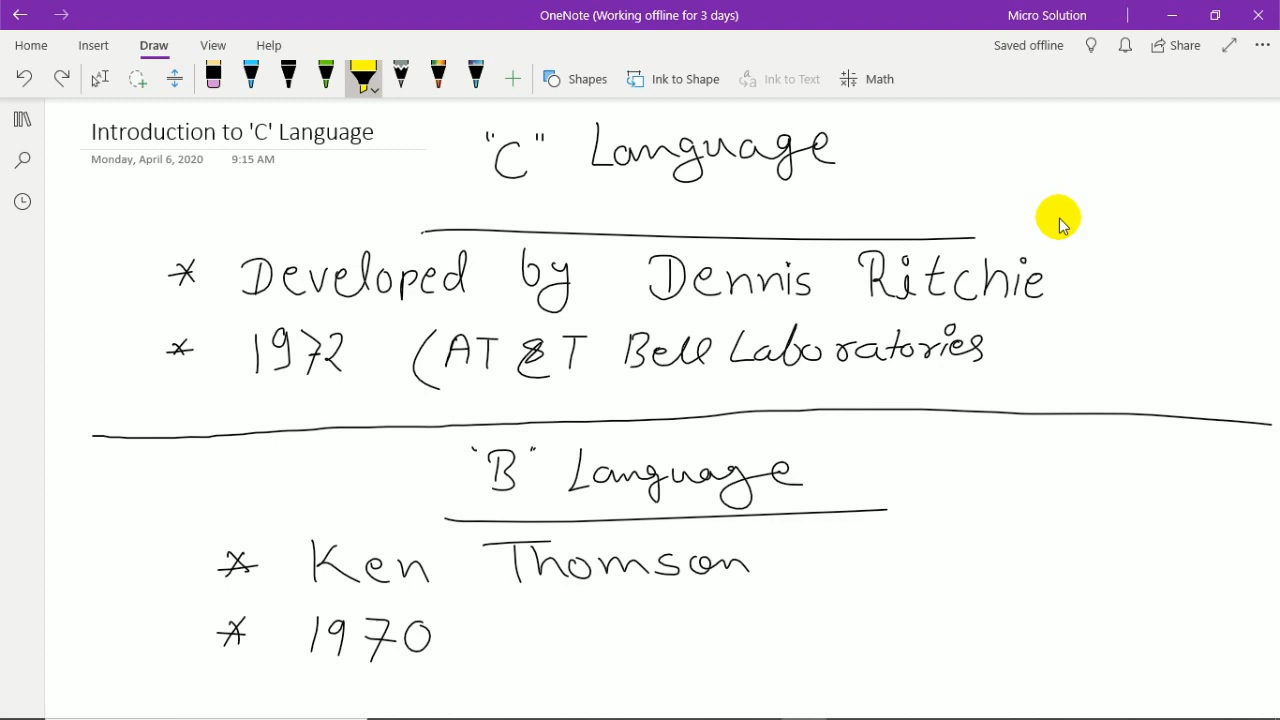 OneNote (Working offline for 3 days) Micro Solution
Home Insert Draw View Help Saved offline Share
Shapes Ink to Shape Ink to Text Math
Introduction to 'C' Language
Monday, April 6, 2020 9:15 AM
"C" Language
* Developed by Dennis Ritchie
* 1972 (AT & T Bell Laboratories
"B" Language
* Ken Thomson
* 1970